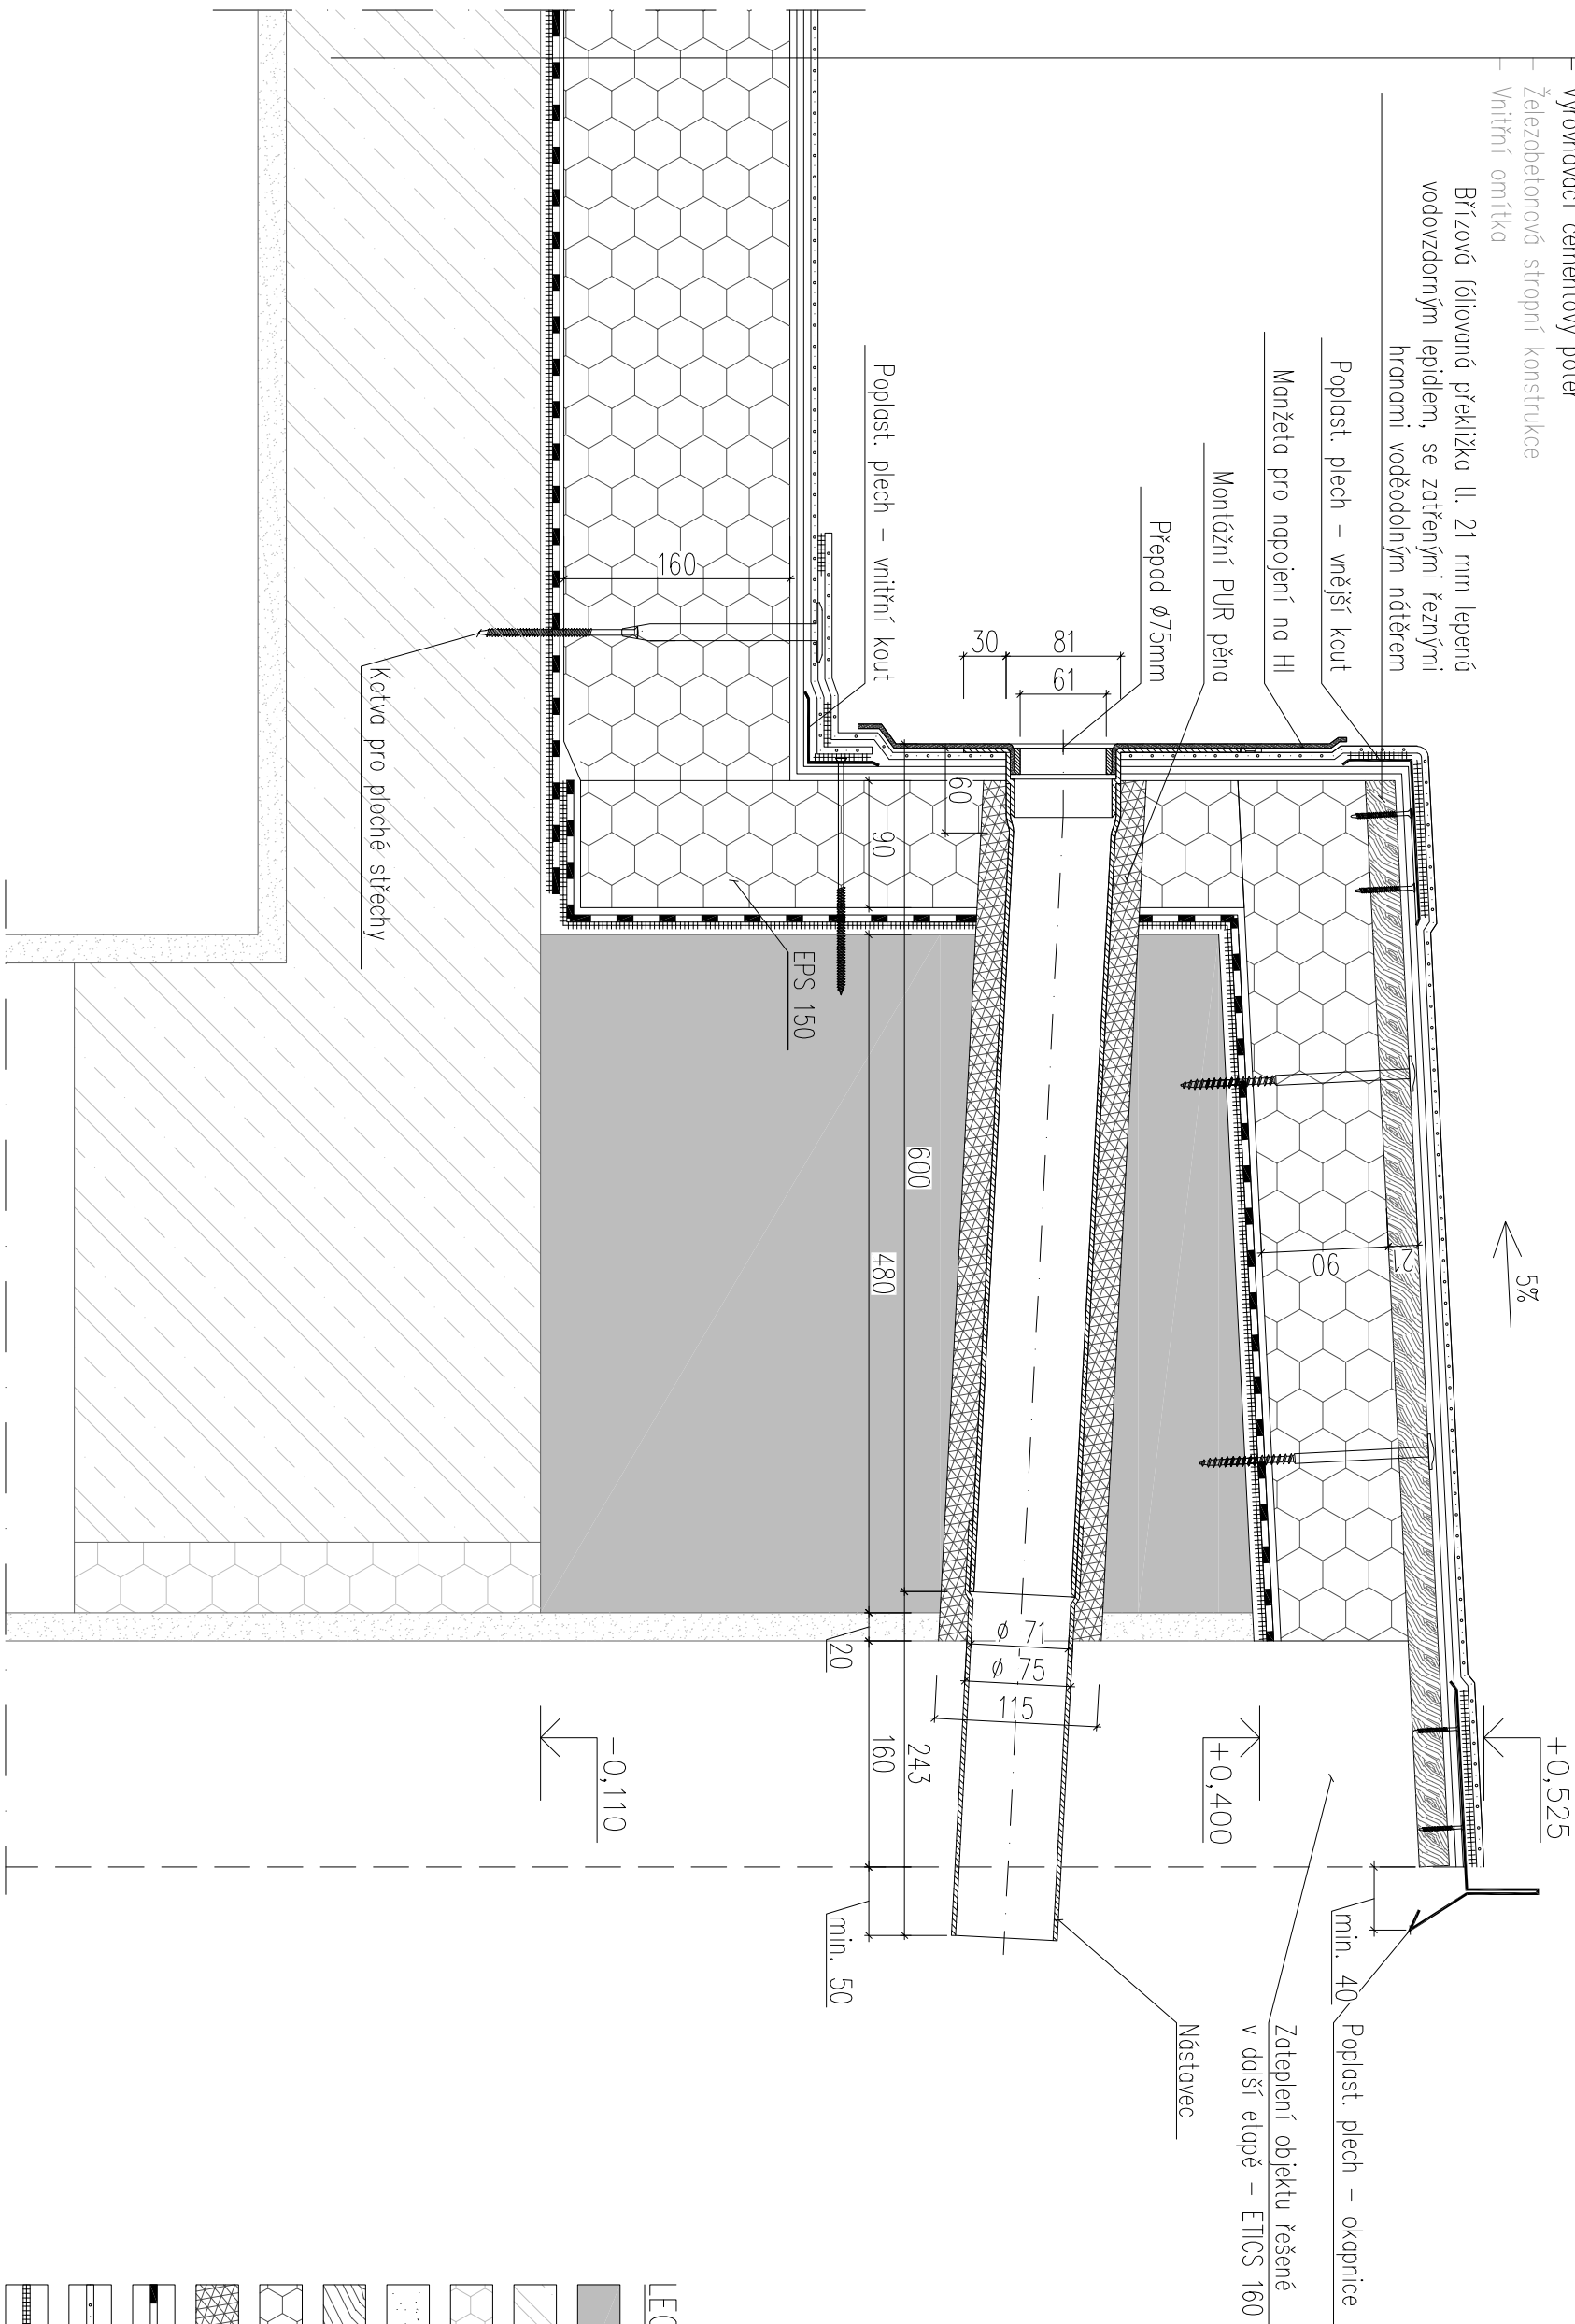 Vyrovnávací cementový potěr
Železobetonová stropní konstrukce
Vnitřní omítka
Břízová fóliovaná překližka tl. 21 mm lepená
vodovzdorným lepidlem, se zatřenými řeznými
hranami voděodolným nátěrem
Poplast. plech - vnější kout
Manžeta pro napojení na HI
Montážní PUR pěna
Přepad Ø75mm
Poplast. plech - vnitřní kout
Kotva pro ploché střechy
EPS 150
5%
+0,525
+0,400
-0,110
160
30
81
61
60
90
600
480
90
21
20
Ø 71
Ø 75
115
243
160
min. 50
min. 40
Poplast. plech - okapnice
Zateplení objektu řešené
v další etapě - ETICS 160
Nástavec